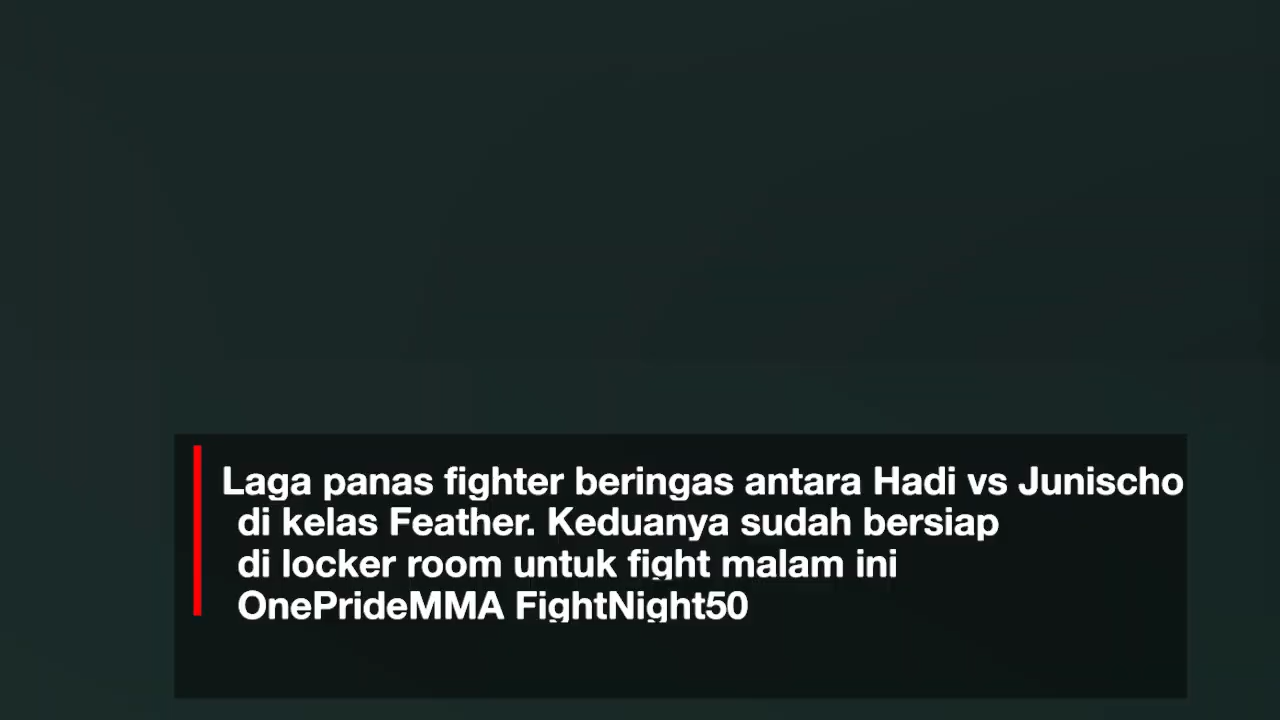 Laga panas fighter beringas antara Hadi vs Junischo
di kelas Feather. Keduanya sudah bersiap
di locker room untuk fight malam ini
OnePrideMMA FightNight50